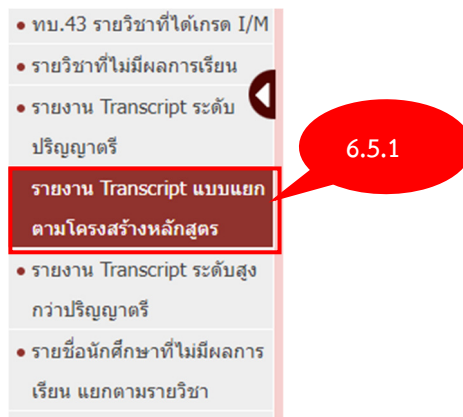 ทบ.43 รายวิชาที่ได้เกรด I/M
รายวิชาที่ไม่มีผลการเรียน
รายงาน Transcript ระดับ
ปริญญาตรี
6.5.1
รายงาน Transcript แบบแยก
ตามโครงสร้างหลักสูตร
รายงาน Transcript ระดับสูง
กว่าปริญญาตรี
รายชื่อนักศึกษาที่ไม่มีผลการ
เรียน แยกตามรายวิชา